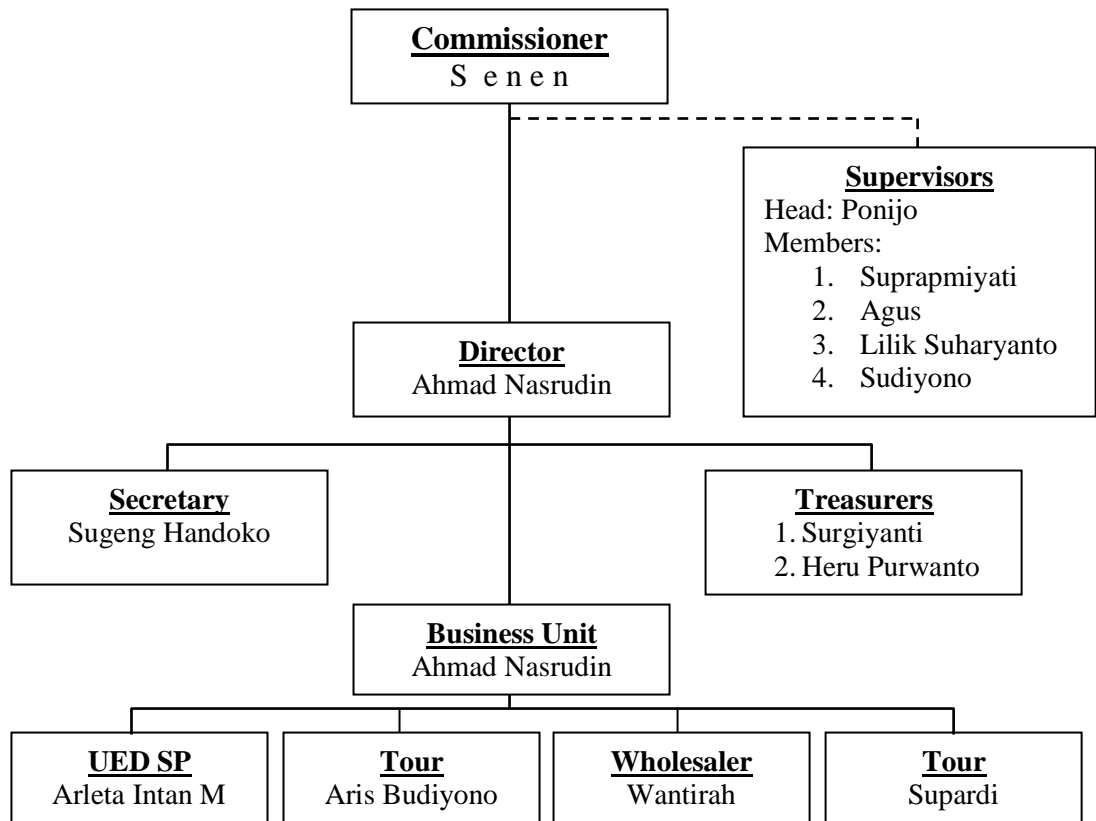 Commissioner
S e n e n
Supervisors
Head: Ponijo
Members:
1. Suprapmiyati
2. Agus
3. Lilik Suharyanto
4. Sudiyono
Director
Ahmad Nasrudin
Secretary
Sugeng Handoko
Treasurers
1. Surgiyanti
2. Heru Purwanto
Business Unit
Ahmad Nasrudin
UED SP
Arleta Intan M
Tour
Aris Budiyono
Wholesaler
Wantirah
Tour
Supardi